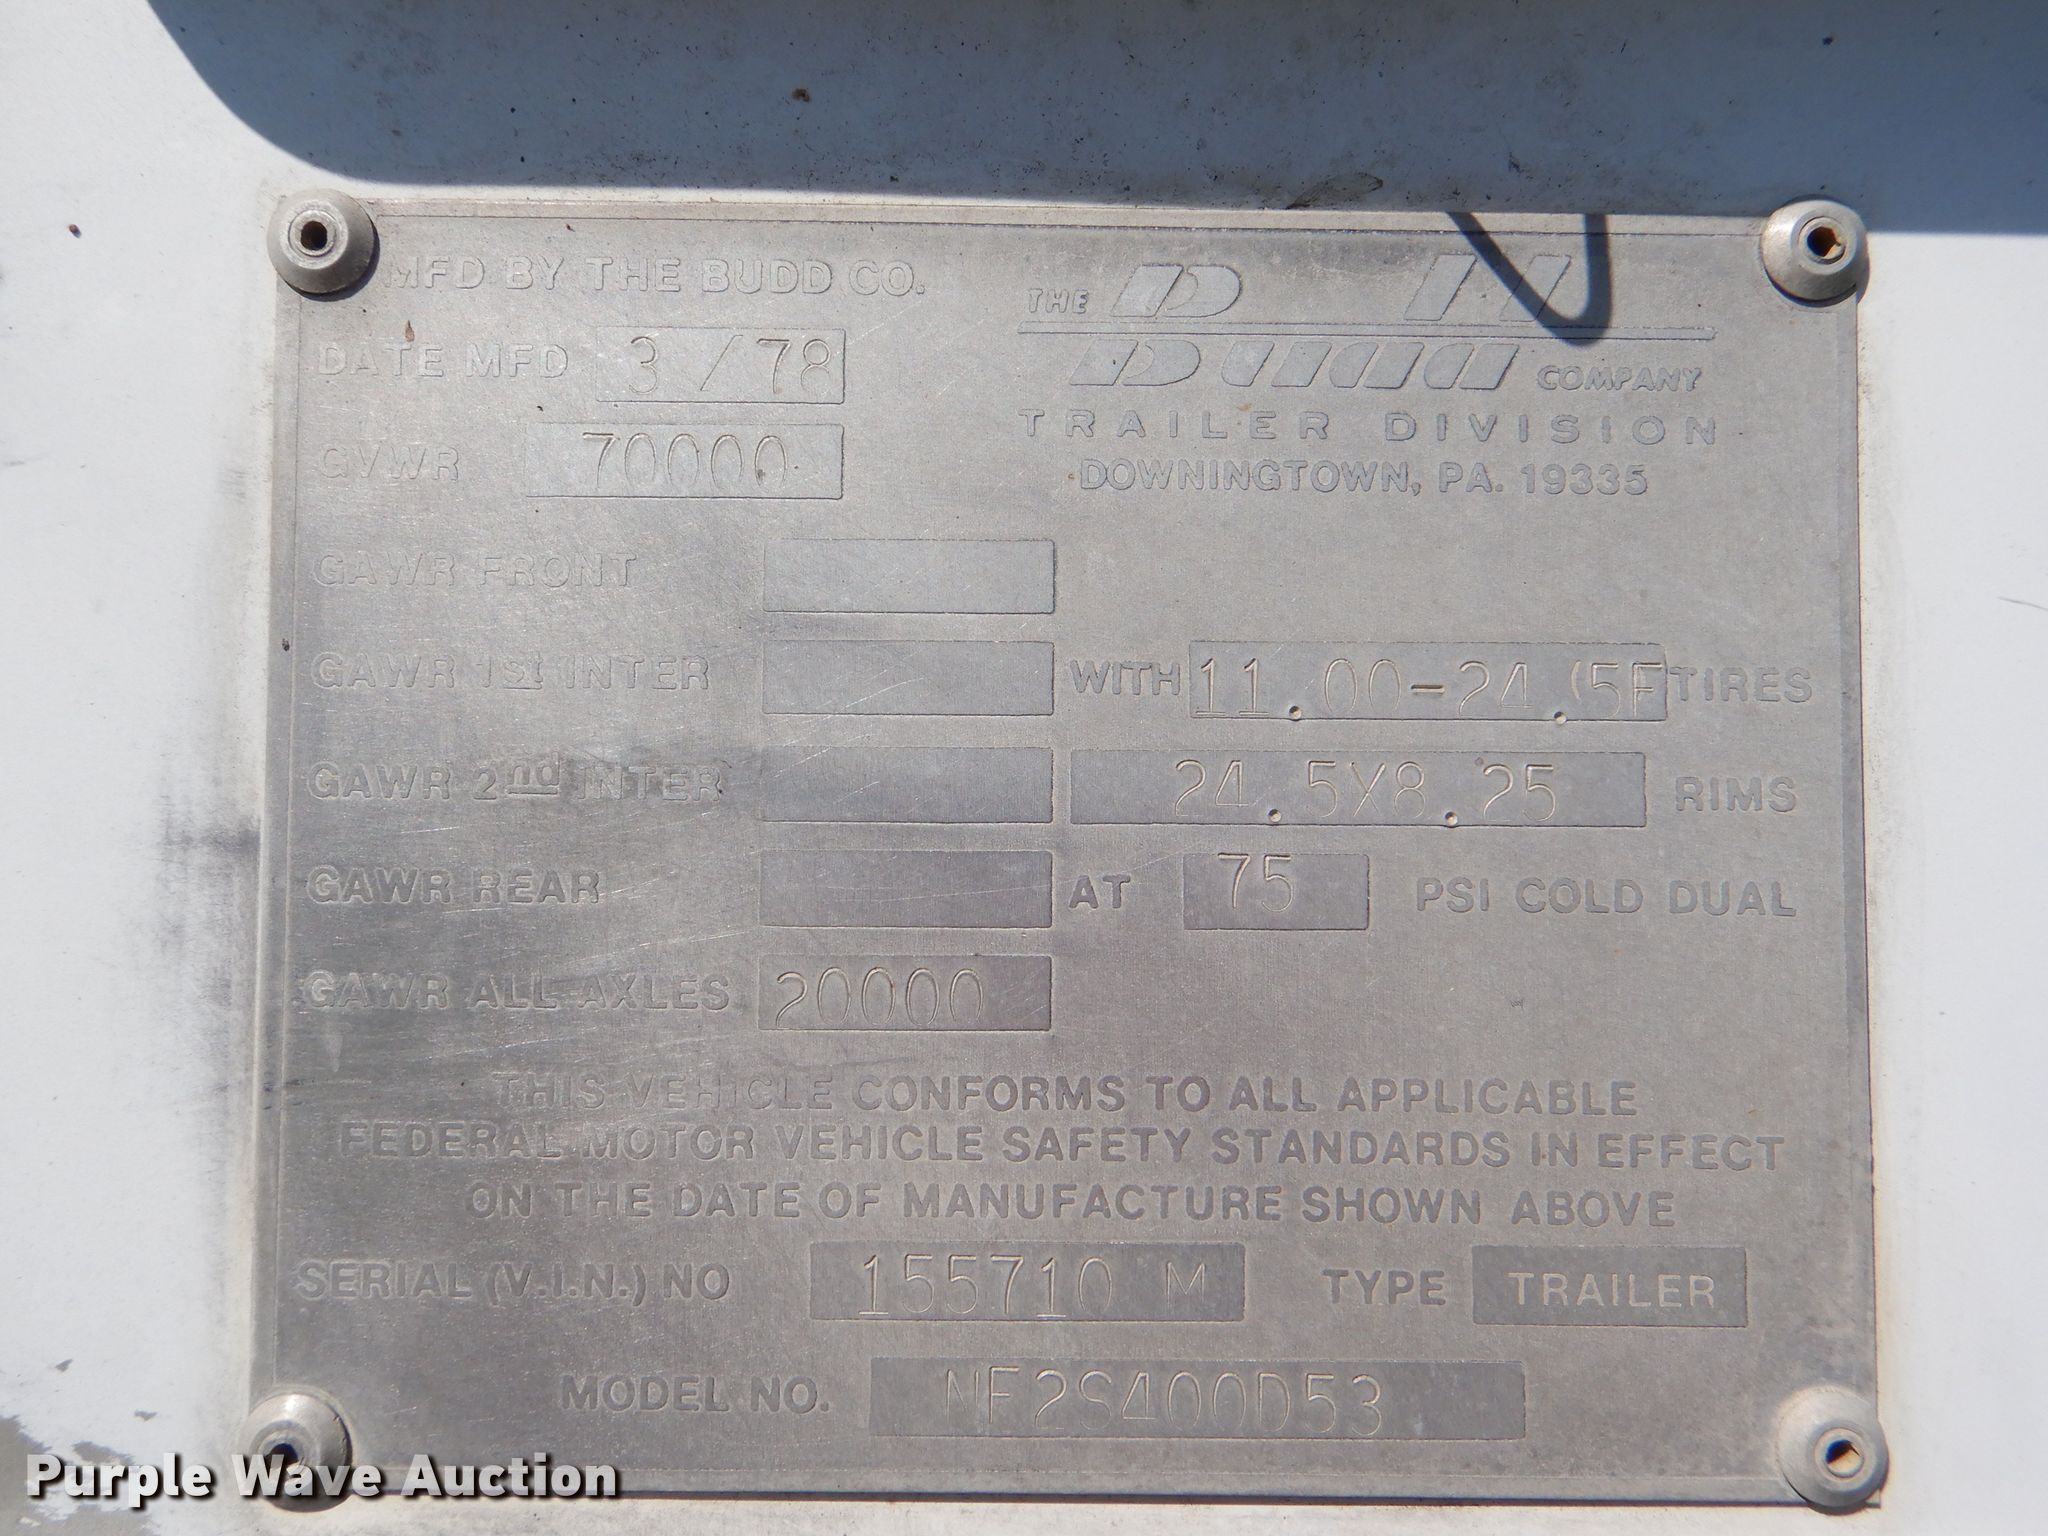 MFD BY THE BUDD CO.
DATE MFD 3/78
GVWR 70000
THE Budd COMPANY
TRAILER DIVISION
DOWNINGTOWN, PA. 19335
GAWR FRONT
GAWR 1st INTER
WITH 11.00-24.(5F TIRES
GAWR 2nd INTER
24.5X8.25 RIMS
GAWR REAR
AT 75 PSI COLD DUAL
GAWR ALL AXLES 20000
THIS VEHICLE CONFORMS TO ALL APPLICABLE
FEDERAL MOTOR VEHICLE SAFETY STANDARDS IN EFFECT
ON THE DATE OF MANUFACTURE SHOWN ABOVE
SERIAL (V.I.N.) NO 155710 M TYPE TRAILER
MODEL NO. NF2S400D53
Purple Wave Auction